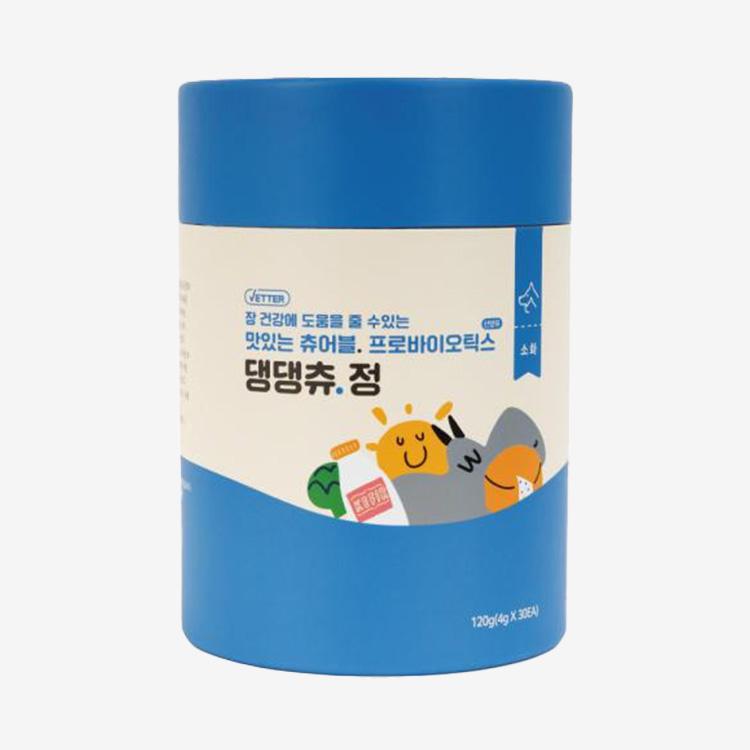 VETTER
장 건강에 도움을 줄 수있는
맛있는 츄어블. 프로바이오틱스
댕댕츄.정
소화
120g(4g X 30EA)